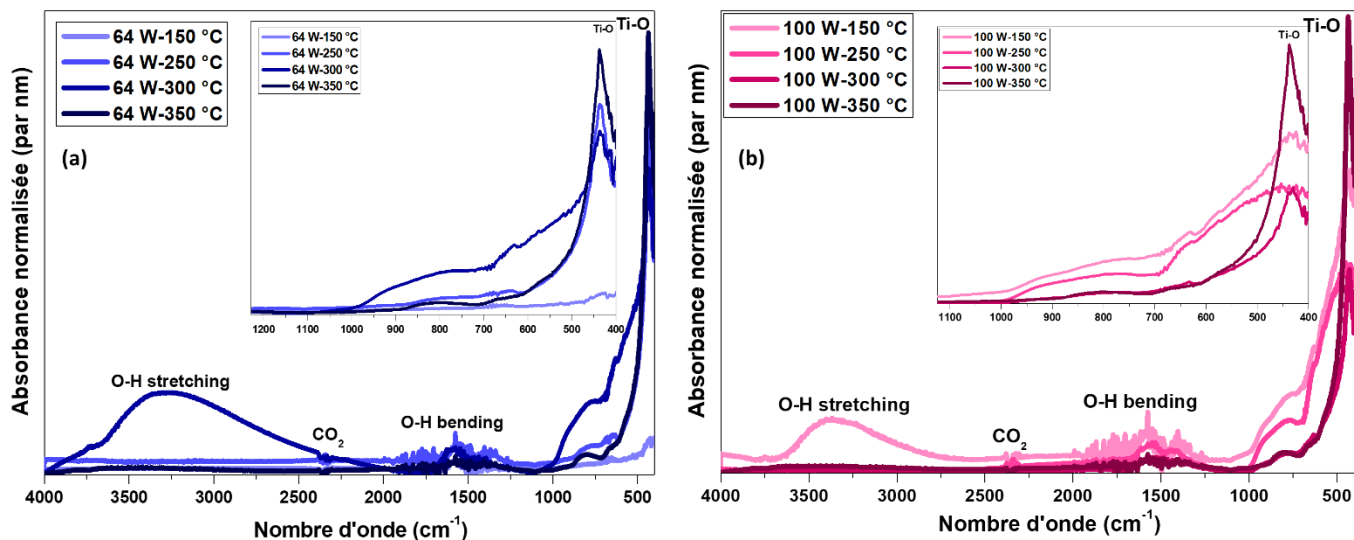 64 W-150 °C
64 W-250 °C
64 W-300 °C
64 W-350 °C
(a)
64 W-150 °C
64 W-250 °C
64 W-300 °C
64 W-350 °C
Ti-O
Ti-O
1200 1100 1000 900 800 700 600 500 400
O-H stretching
CO2
O-H bending
Absorbance normalisée (par nm)
4000 3500 3000 2500 2000 1500 1000 500
Nombre d'onde (cm-1)
100 W-150 °C
100 W-250 °C
100 W-300 °C
100 W-350 °C
(b)
100 W-150 °C
100 W-250 °C
100 W-300 °C
100 W-350 °C
Ti-O
Ti-O
1100 1000 900 800 700 600 500 400
O-H stretching
CO2
O-H bending
Absorbance normalisée (par nm)
4000 3500 3000 2500 2000 1500 1000 500
Nombre d'onde (cm-1)